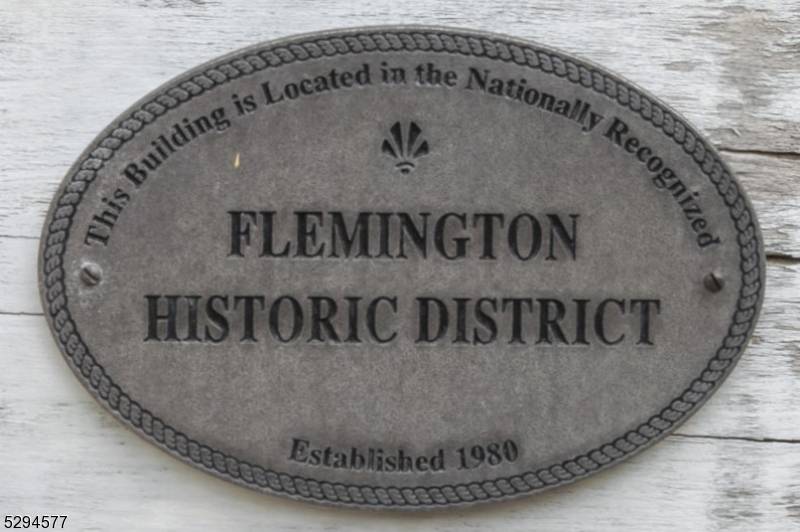 This Building is Located in the Nationally Recognized
FLEMINGTON
HISTORIC DISTRICT
Established 1980
5294577